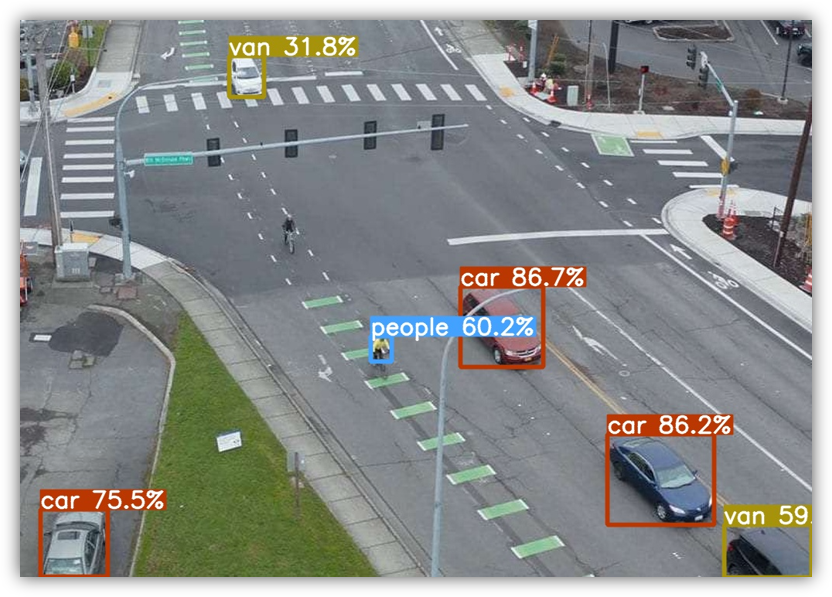 van 31.8%
car 86.7%
people 60.2%
car 86.2%
car 75.5%
van 59.